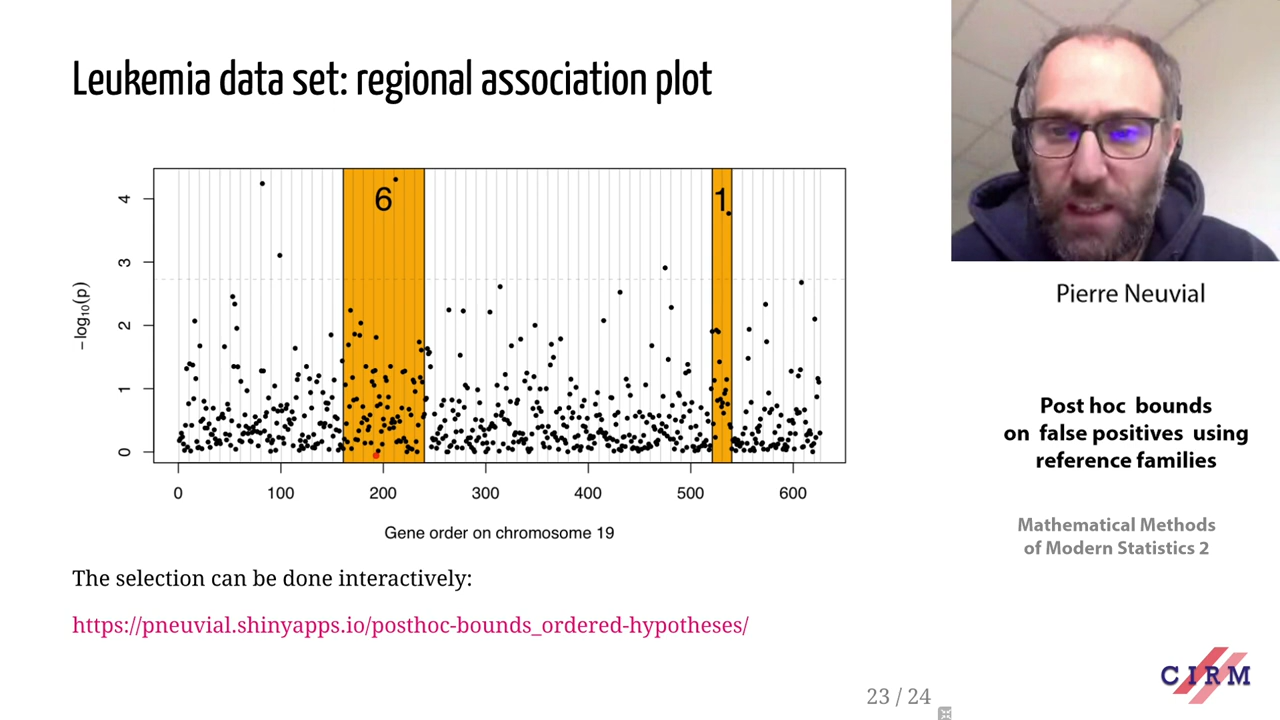 Leukemia data set: regional association plot
6
1
4
3
2
1
0
−log10(p)
0 100 200 300 400 500 600
Gene order on chromosome 19
The selection can be done interactively:
https://pneuvial.shinyapps.io/posthoc-bounds_ordered-hypotheses/
23 / 24
Pierre Neuvial
Post hoc bounds
on false positives using
reference families
Mathematical Methods
of Modern Statistics 2
CIRM